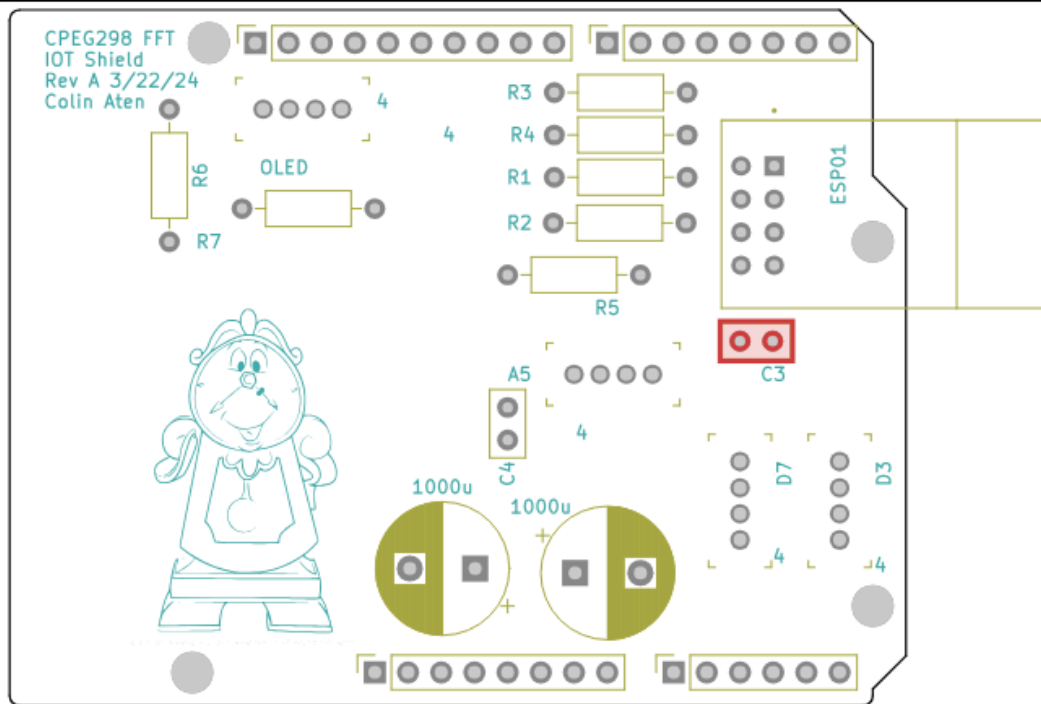 CPEG298 FFT
IOT Shield
Rev A 3/22/24
Colin Aten
4
4
OLED
R6
R7
R3
R4
R1
R2
R5
ESP01
C3
A5
4
C4
1000u
1000u
D7
4
D3
4